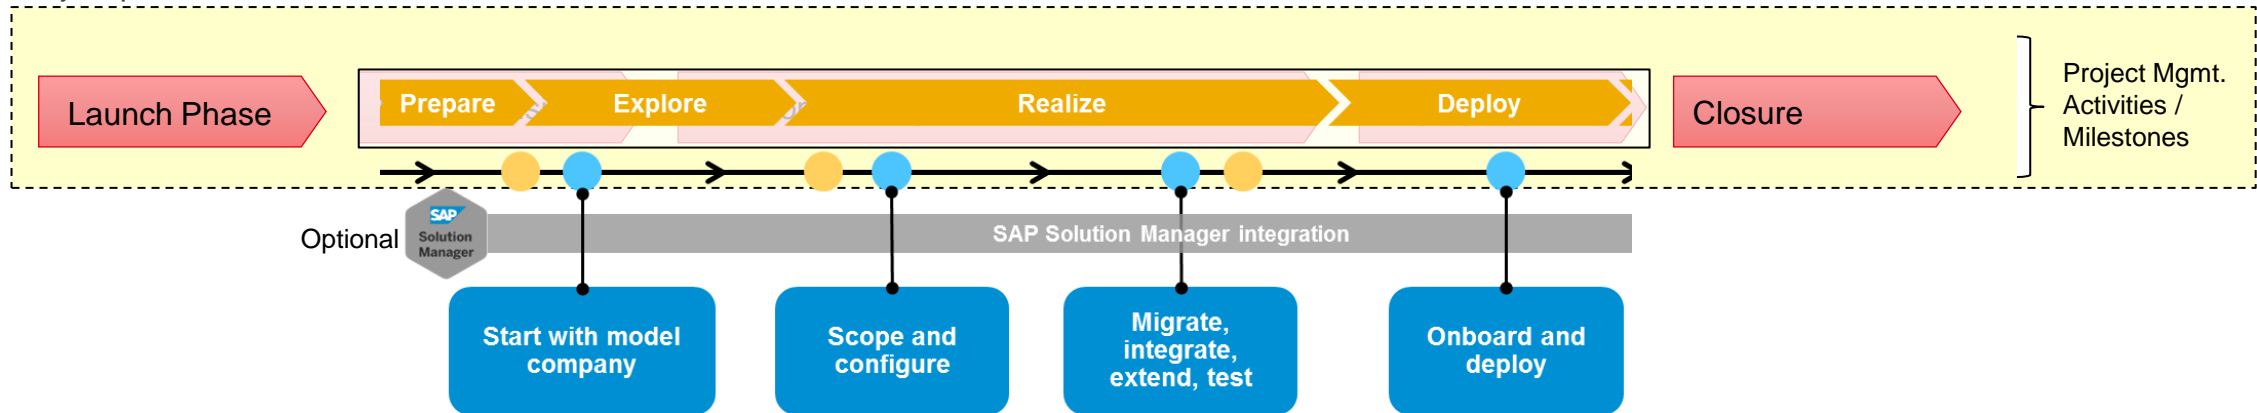 Launch Phase
Prepare
Explore
Realize
Deploy
Closure
Project Mgmt.
Activities /
Milestones
Optional
SAP
Solution
Manager
SAP Solution Manager integration
Start with model
company
Scope and
configure
Migrate,
integrate,
extend, test
Onboard and
deploy